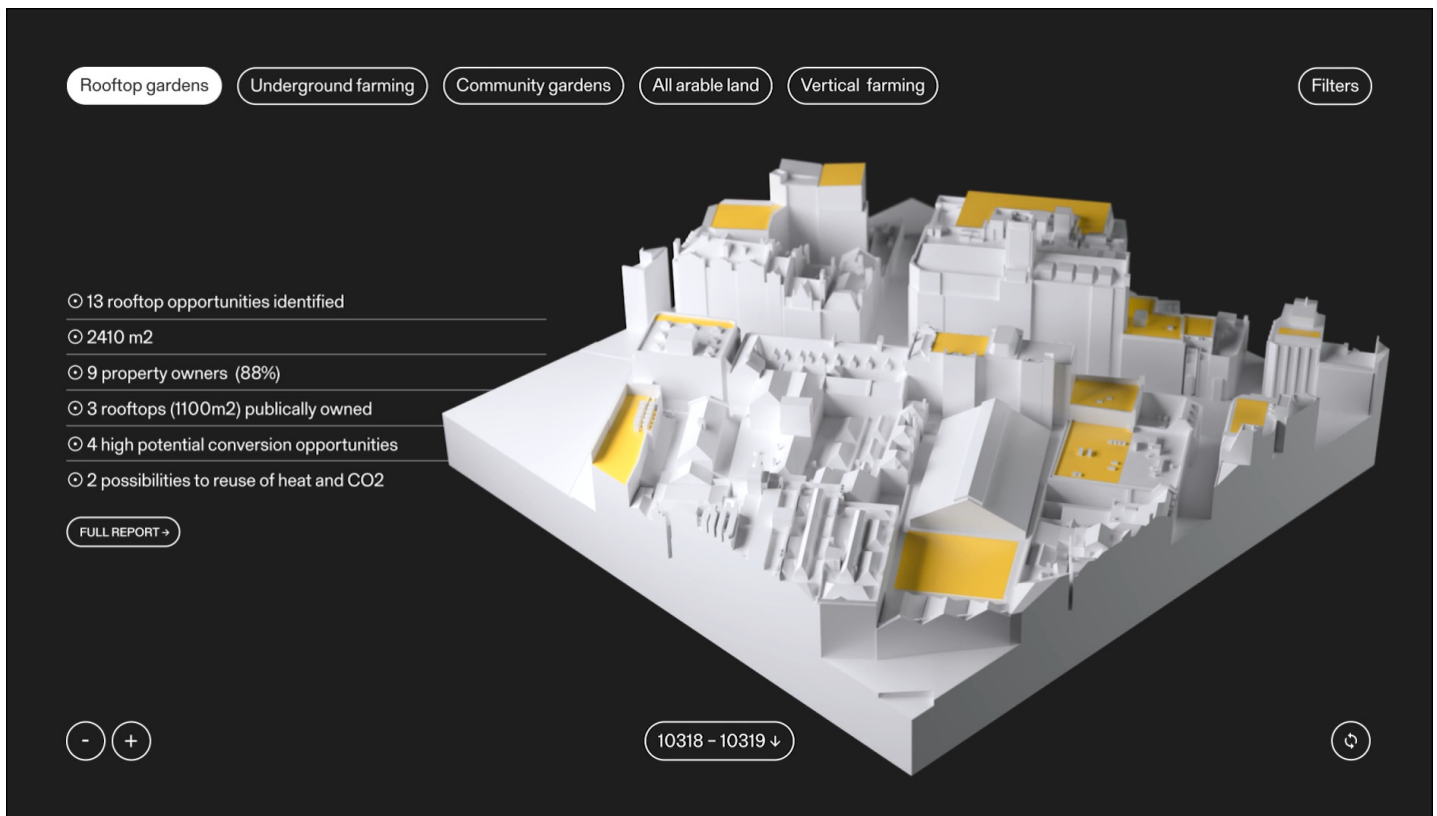 Rooftop gardens
Underground farming
Community gardens
All arable land
Vertical farming
Filters
13 rooftop opportunities identified
2410 m2
9 property owners (88%)
3 rooftops (1100m2) publically owned
4 high potential conversion opportunities
2 possibilities to reuse of heat and CO2
FULL REPORT →
- +
10318 – 10319 ↓